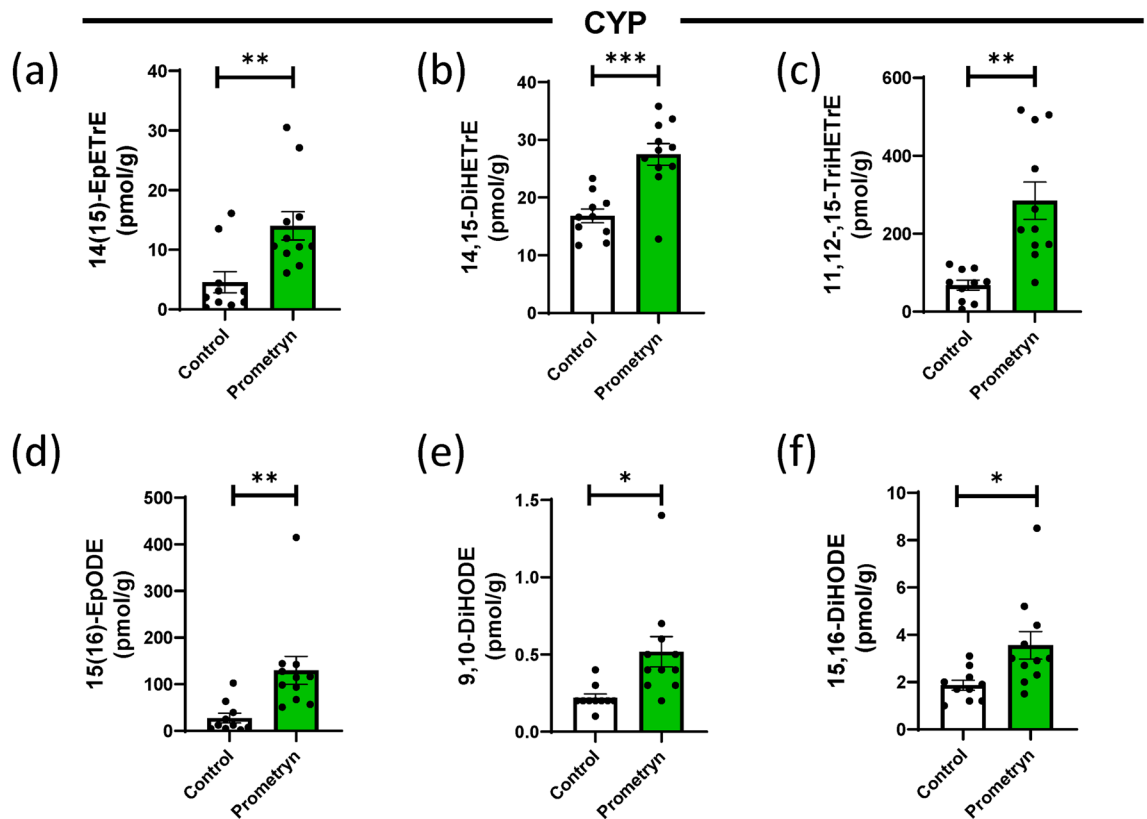 CYP
(a)
**
14(15)-EpETrE
(pmol/g)
40
30
20
10
0
Control
Prometryn
(b)
***
14,15-DiHETrE
(pmol/g)
40
30
20
10
0
Control
Prometryn
(c)
**
11,12-,15-TriHETrE
(pmol/g)
600
400
200
0
Control
Prometryn
(d)
**
15(16)-EpODE
(pmol/g)
500
400
300
200
100
0
Control
Prometryn
(e)
*
9,10-DiHODE
(pmol/g)
1.5
1.0
0.5
0.0
Control
Prometryn
(f)
*
15,16-DiHODE
(pmol/g)
10
8
6
4
2
0
Control
Prometryn